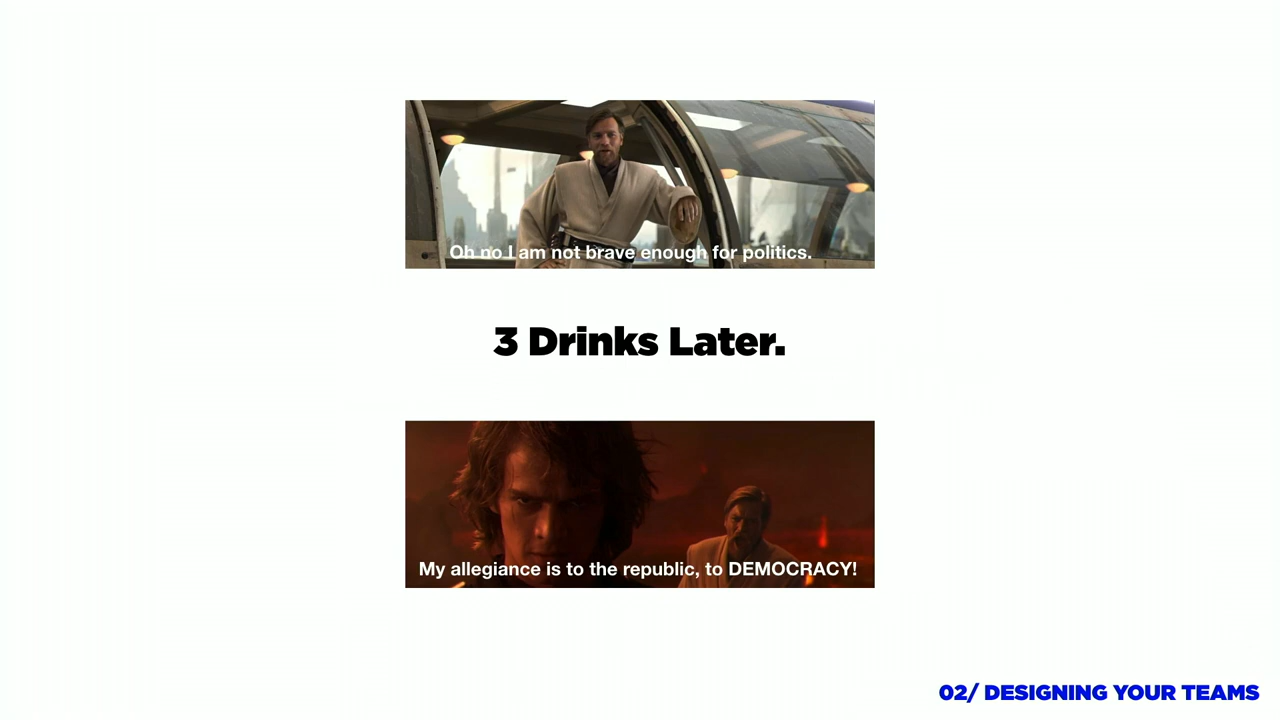 Oh no I am not brave enough for politics.
3 Drinks Later.
My allegiance is to the republic, to DEMOCRACY!
02/ DESIGNING YOUR TEAMS